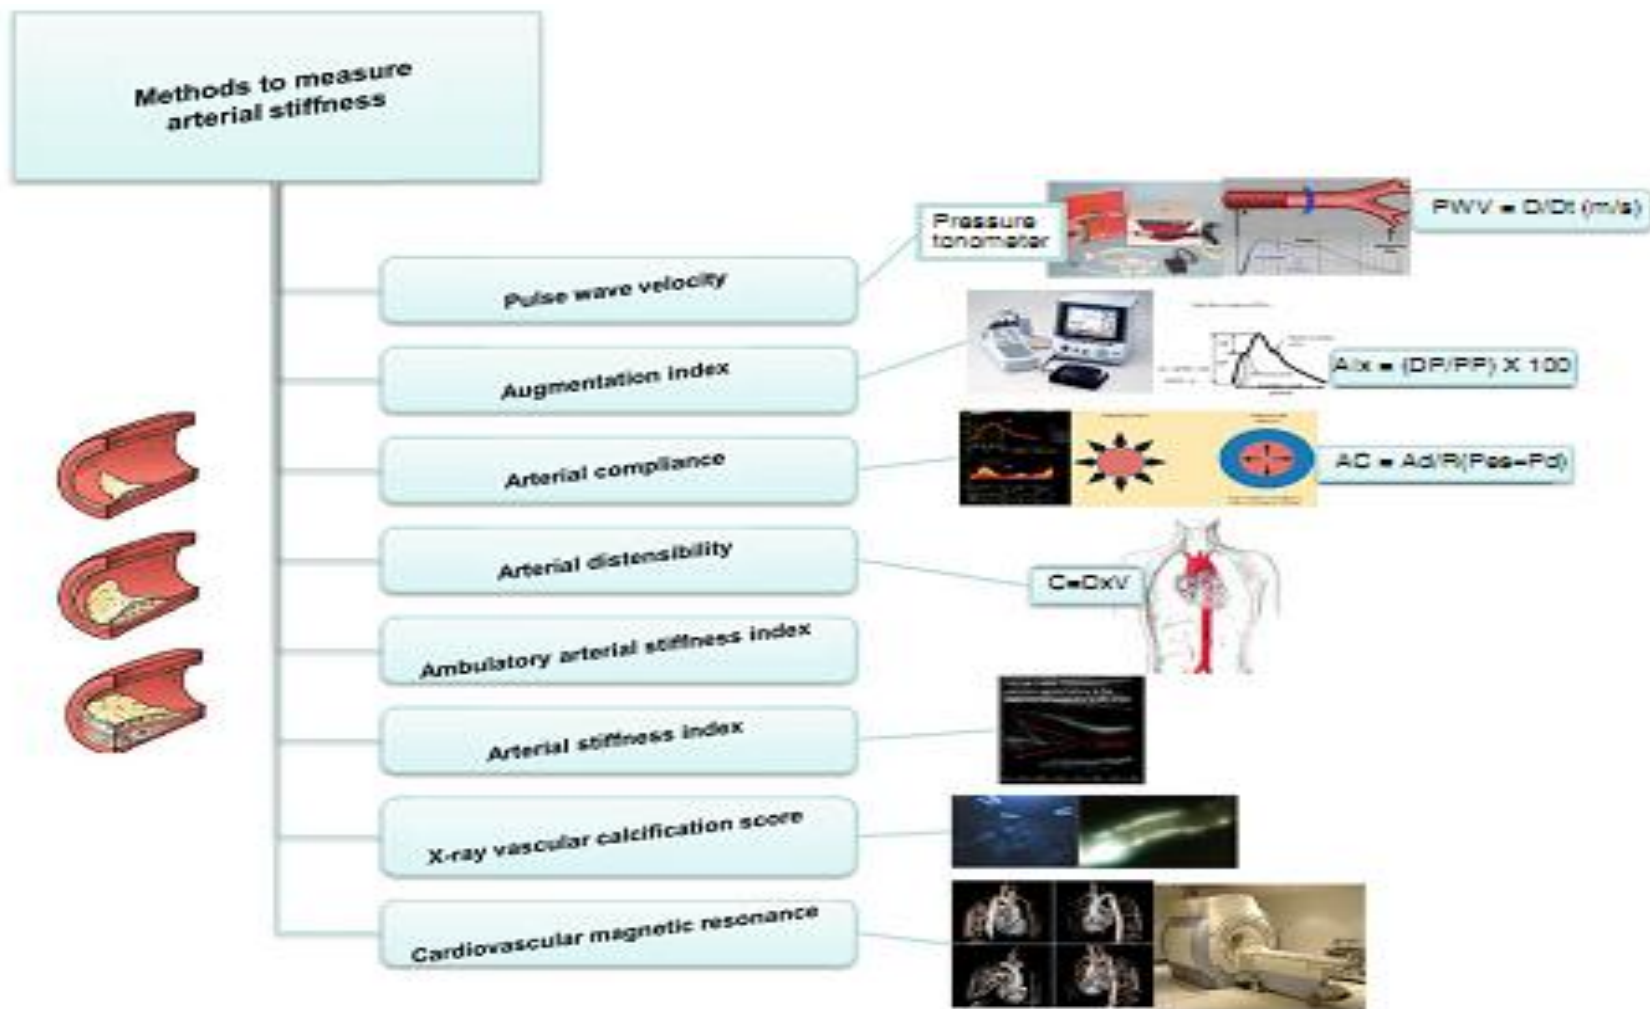 Methods to measure
arterial stiffness
Pulse wave velocity
Pressure
tonometer
PWV = D/Dt (m/s)
Augmentation index
AIx = (DP/PP) X 100
Arterial compliance
AC = Ad/R(Pes-Pd)
Arterial distensibility
C=DxV
Ambulatory arterial stiffness index
Arterial stiffness index
X-ray vascular calcification score
Cardiovascular magnetic resonance